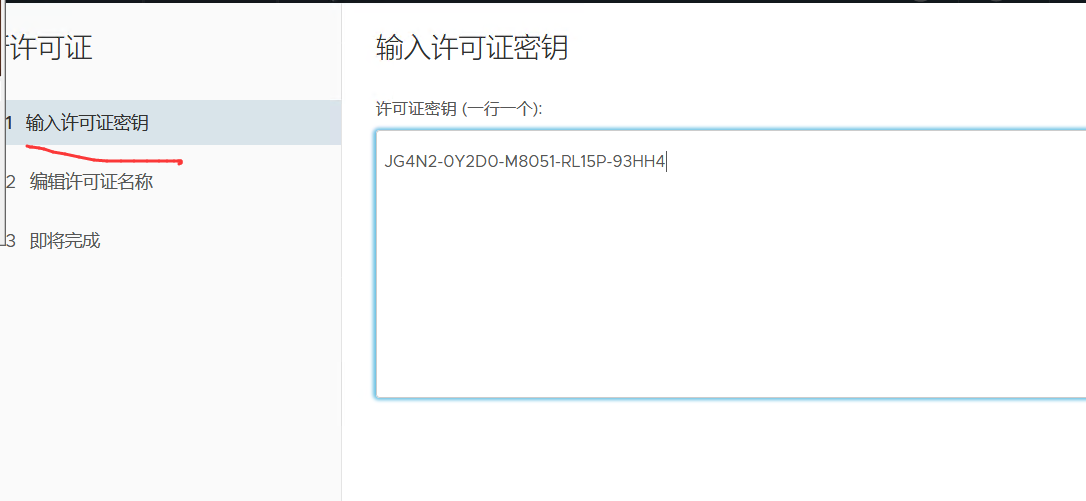 许可证
输入许可证密钥
许可证密钥 (一行一个):
1 输入许可证密钥
JG4N2-0Y2D0-M8051-RL15P-93HH4
2 编辑许可证名称
3 即将完成